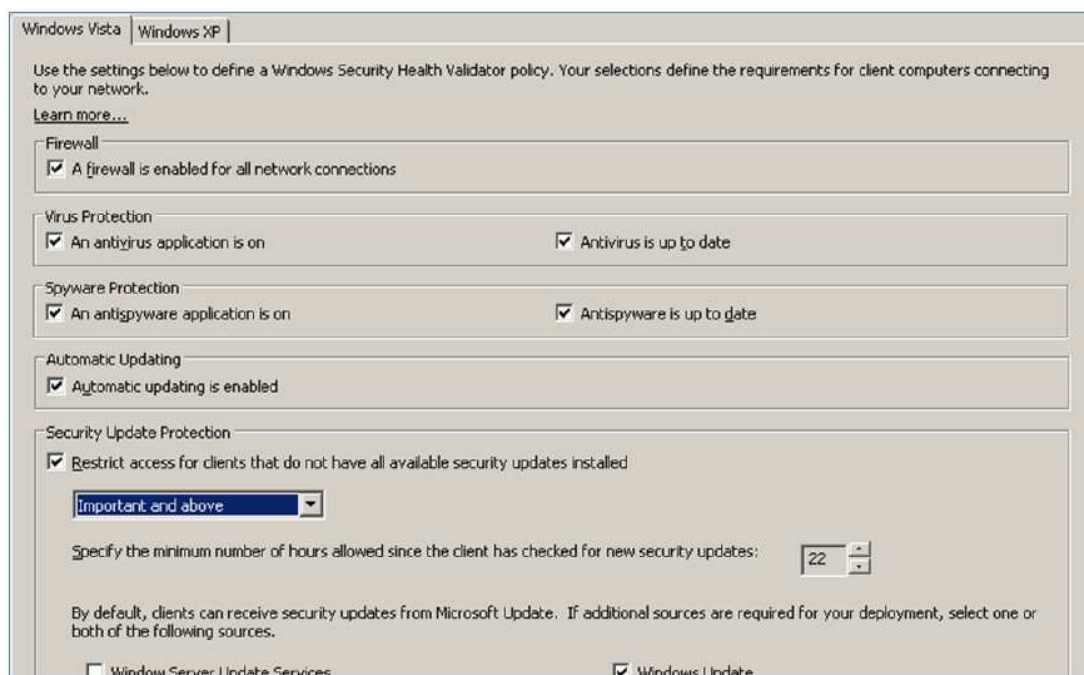 Windows Vista
Windows XP
Use the settings below to define a Windows Security Health Validator policy. Your selections define the requirements for client computers connecting
to your network.
Learn more...
Firewall
A firewall is enabled for all network connections
Virus Protection
An antivirus application is on
Antivirus is up to date
Spyware Protection
An antispyware application is on
Antispyware is up to date
Automatic Updating
Automatic updating is enabled
Security Update Protection
Restrict access for clients that do not have all available security updates installed
Important and above
Specify the minimum number of hours allowed since the client has checked for new security updates:
22
By default, clients can receive security updates from Microsoft Update. If additional sources are required for your deployment, select one or
both of the following sources.
Window Server Update Services
Windows Update